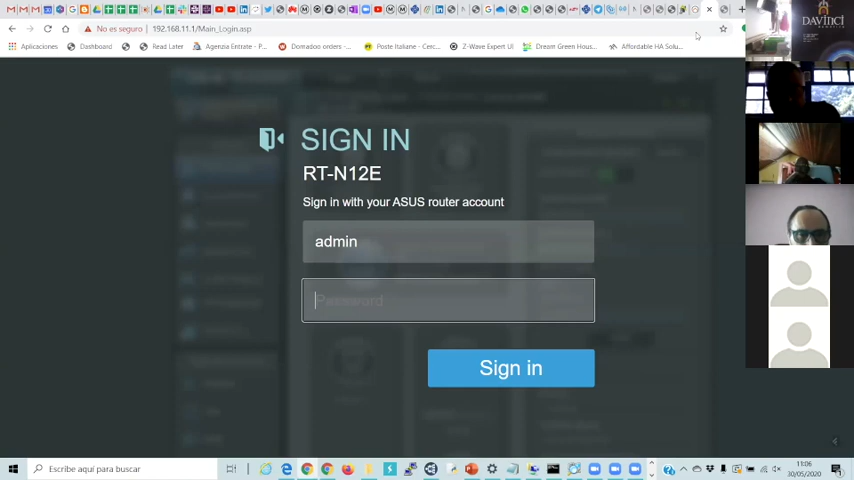 No es seguro | 192.168.11.1/Main_Login.asp
Aplicaciones Dashboard Read Later Agenzia Entrate - P... Domadoo orders -... Poste Italiane - Cerc... Z-Wave Expert UI Dream Green Hous... Affordable HA Solu...
DAVINCI
SIGN IN
RT-N12E
Sign in with your ASUS router account
admin
Password
Sign in
Escribe aquí para buscar
11:06
30/05/2020